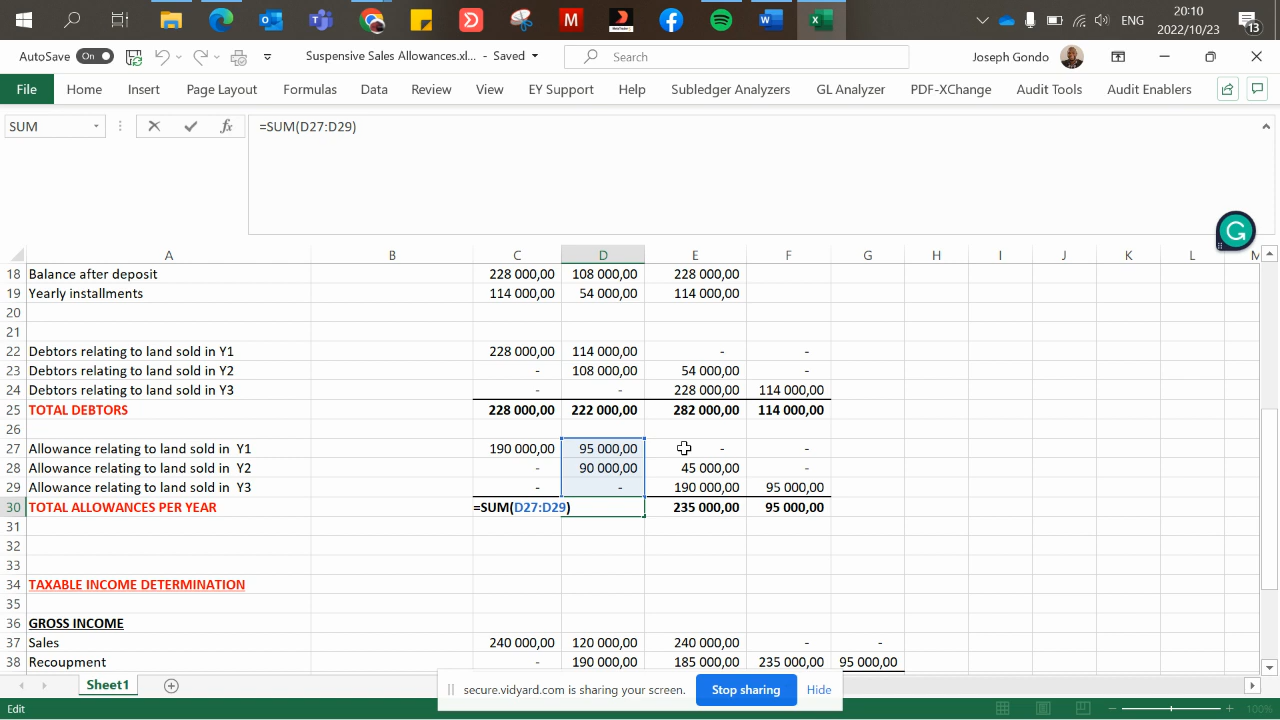 ENG
20:10
2022/10/23
13
AutoSave On
Suspensive Sales Allowances.xl... - Saved
Search
Joseph Gondo
File Home Insert Page Layout Formulas Data Review View EY Support Help Subledger Analyzers GL Analyzer PDF-XChange Audit Tools Audit Enablers
SUM fx =SUM(D27:D29)
A B C D E F G H I J K L M
18 Balance after deposit 228 000,00 108 000,00 228 000,00
19 Yearly installments 114 000,00 54 000,00 114 000,00
20
21
22 Debtors relating to land sold in Y1 228 000,00 114 000,00 - -
23 Debtors relating to land sold in Y2 - 108 000,00 54 000,00 -
24 Debtors relating to land sold in Y3 - - 228 000,00 114 000,00
25 TOTAL DEBTORS 228 000,00 222 000,00 282 000,00 114 000,00
26
27 Allowance relating to land sold in Y1 190 000,00 95 000,00 - -
28 Allowance relating to land sold in Y2 - 90 000,00 45 000,00 -
29 Allowance relating to land sold in Y3 - - 190 000,00 95 000,00
30 TOTAL ALLOWANCES PER YEAR =SUM(D27:D29) 235 000,00 95 000,00
31
32
33
34 TAXABLE INCOME DETERMINATION
35
36 GROSS INCOME
37 Sales 240 000,00 120 000,00 240 000,00 - -
38 Recoupment - 190 000,00 185 000,00 235 000,00 95 000,00
Sheet1
secure.vidyard.com is sharing your screen. Stop sharing Hide
Edit
100%